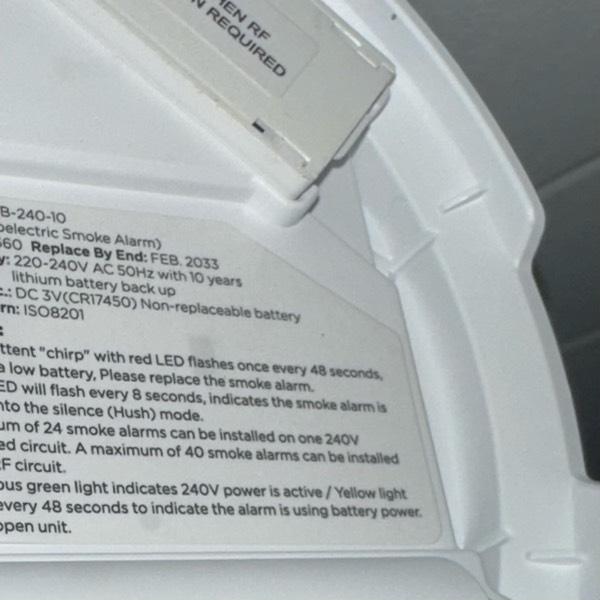 HEN RF
N REQUIRED
B-240-10
oelectric Smoke Alarm)
560 Replace By End: FEB. 2033
y: 220-240V AC 50Hz with 10 years
lithium battery back up
.: DC 3V(CR17450) Non-replaceable battery
rn: ISO8201
:
ttent "chirp" with red LED flashes once every 48 seconds,
a low battery, Please replace the smoke alarm.
ED will flash every 8 seconds, indicates the smoke alarm is
nto the silence (Hush) mode.
um of 24 smoke alarms can be installed on one 240V
ed circuit. A maximum of 40 smoke alarms can be installed
F circuit.
ous green light indicates 240V power is active / Yellow light
every 48 seconds to indicate the alarm is using battery power.
open unit.